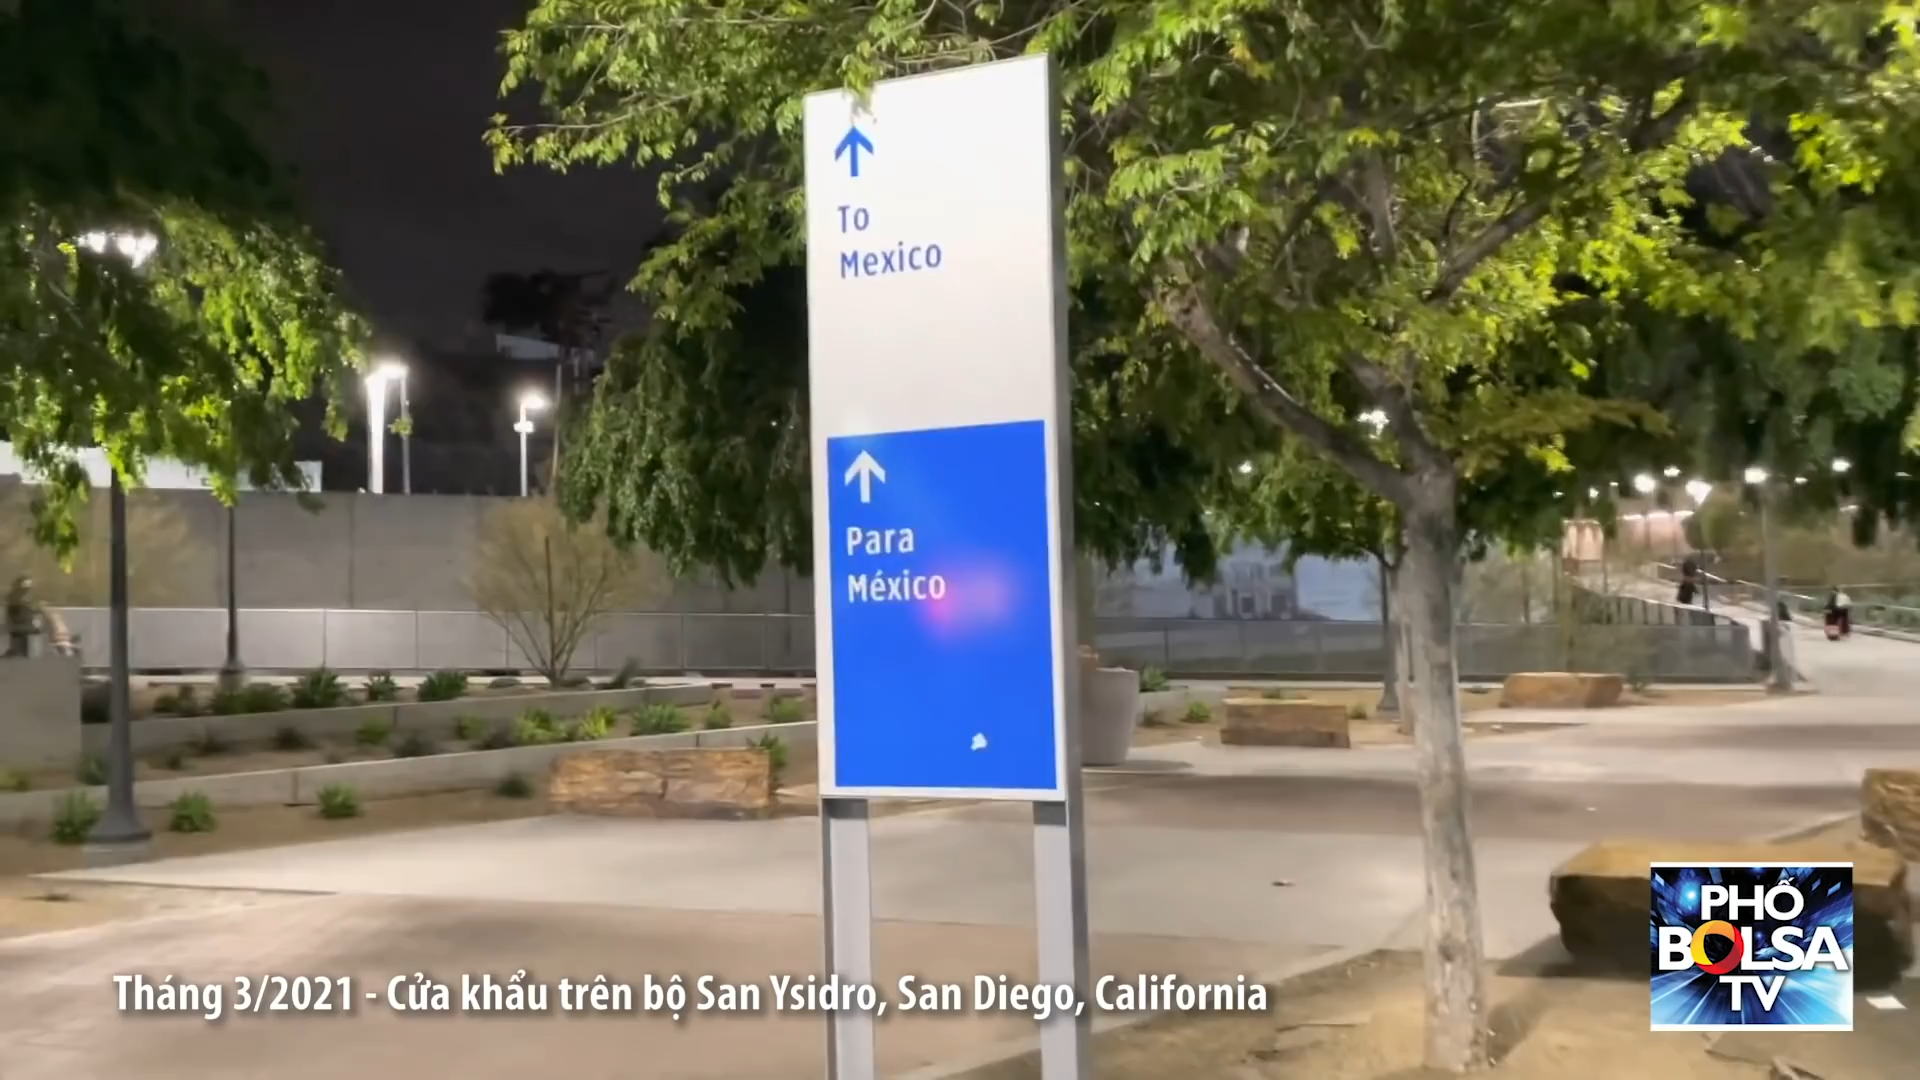 To
Mexico
Para
México
Tháng 3/2021 - Cửa khẩu trên bộ San Ysidro, San Diego, California
PHỐ
BOLSA
TV